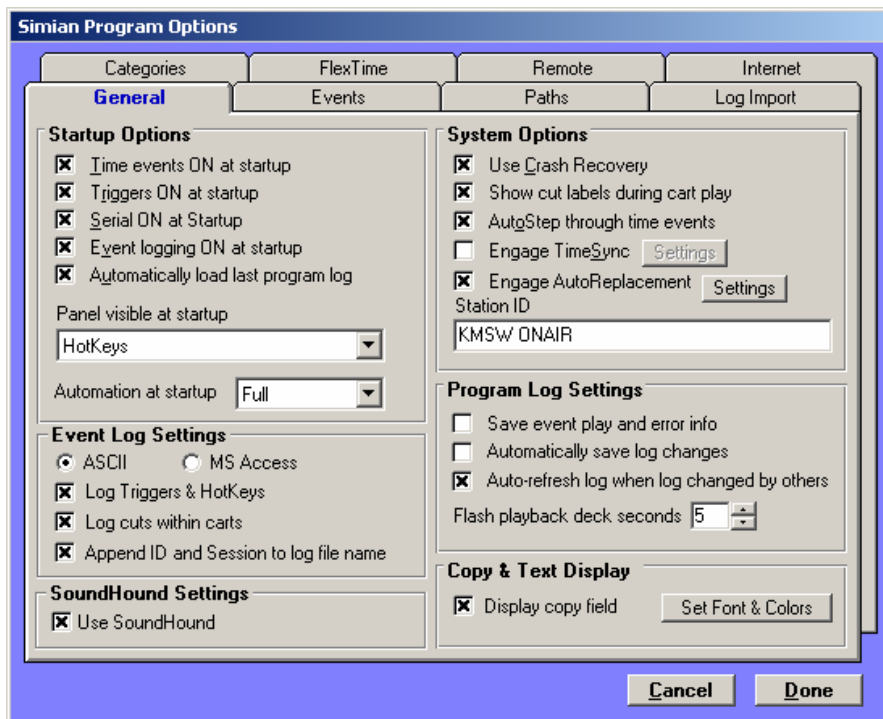 Simian Program Options
Categories
FlexTime
Remote
Internet
General
Events
Paths
Log Import
Startup Options
Time events ON at startup
Triggers ON at startup
Serial ON at Startup
Event logging ON at startup
Automatically load last program log
Panel visible at startup
HotKeys
Automation at startup Full
Event Log Settings
ASCII MS Access
Log Triggers & HotKeys
Log cuts within carts
Append ID and Session to log file name
SoundHound Settings
Use SoundHound
System Options
Use Crash Recovery
Show cut labels during cart play
AutoStep through time events
Engage TimeSync Settings
Engage AutoReplacement Settings
Station ID
KMSW ONAIR
Program Log Settings
Save event play and error info
Automatically save log changes
Auto-refresh log when log changed by others
Flash playback deck seconds 5
Copy & Text Display
Display copy field Set Font & Colors
Cancel Done